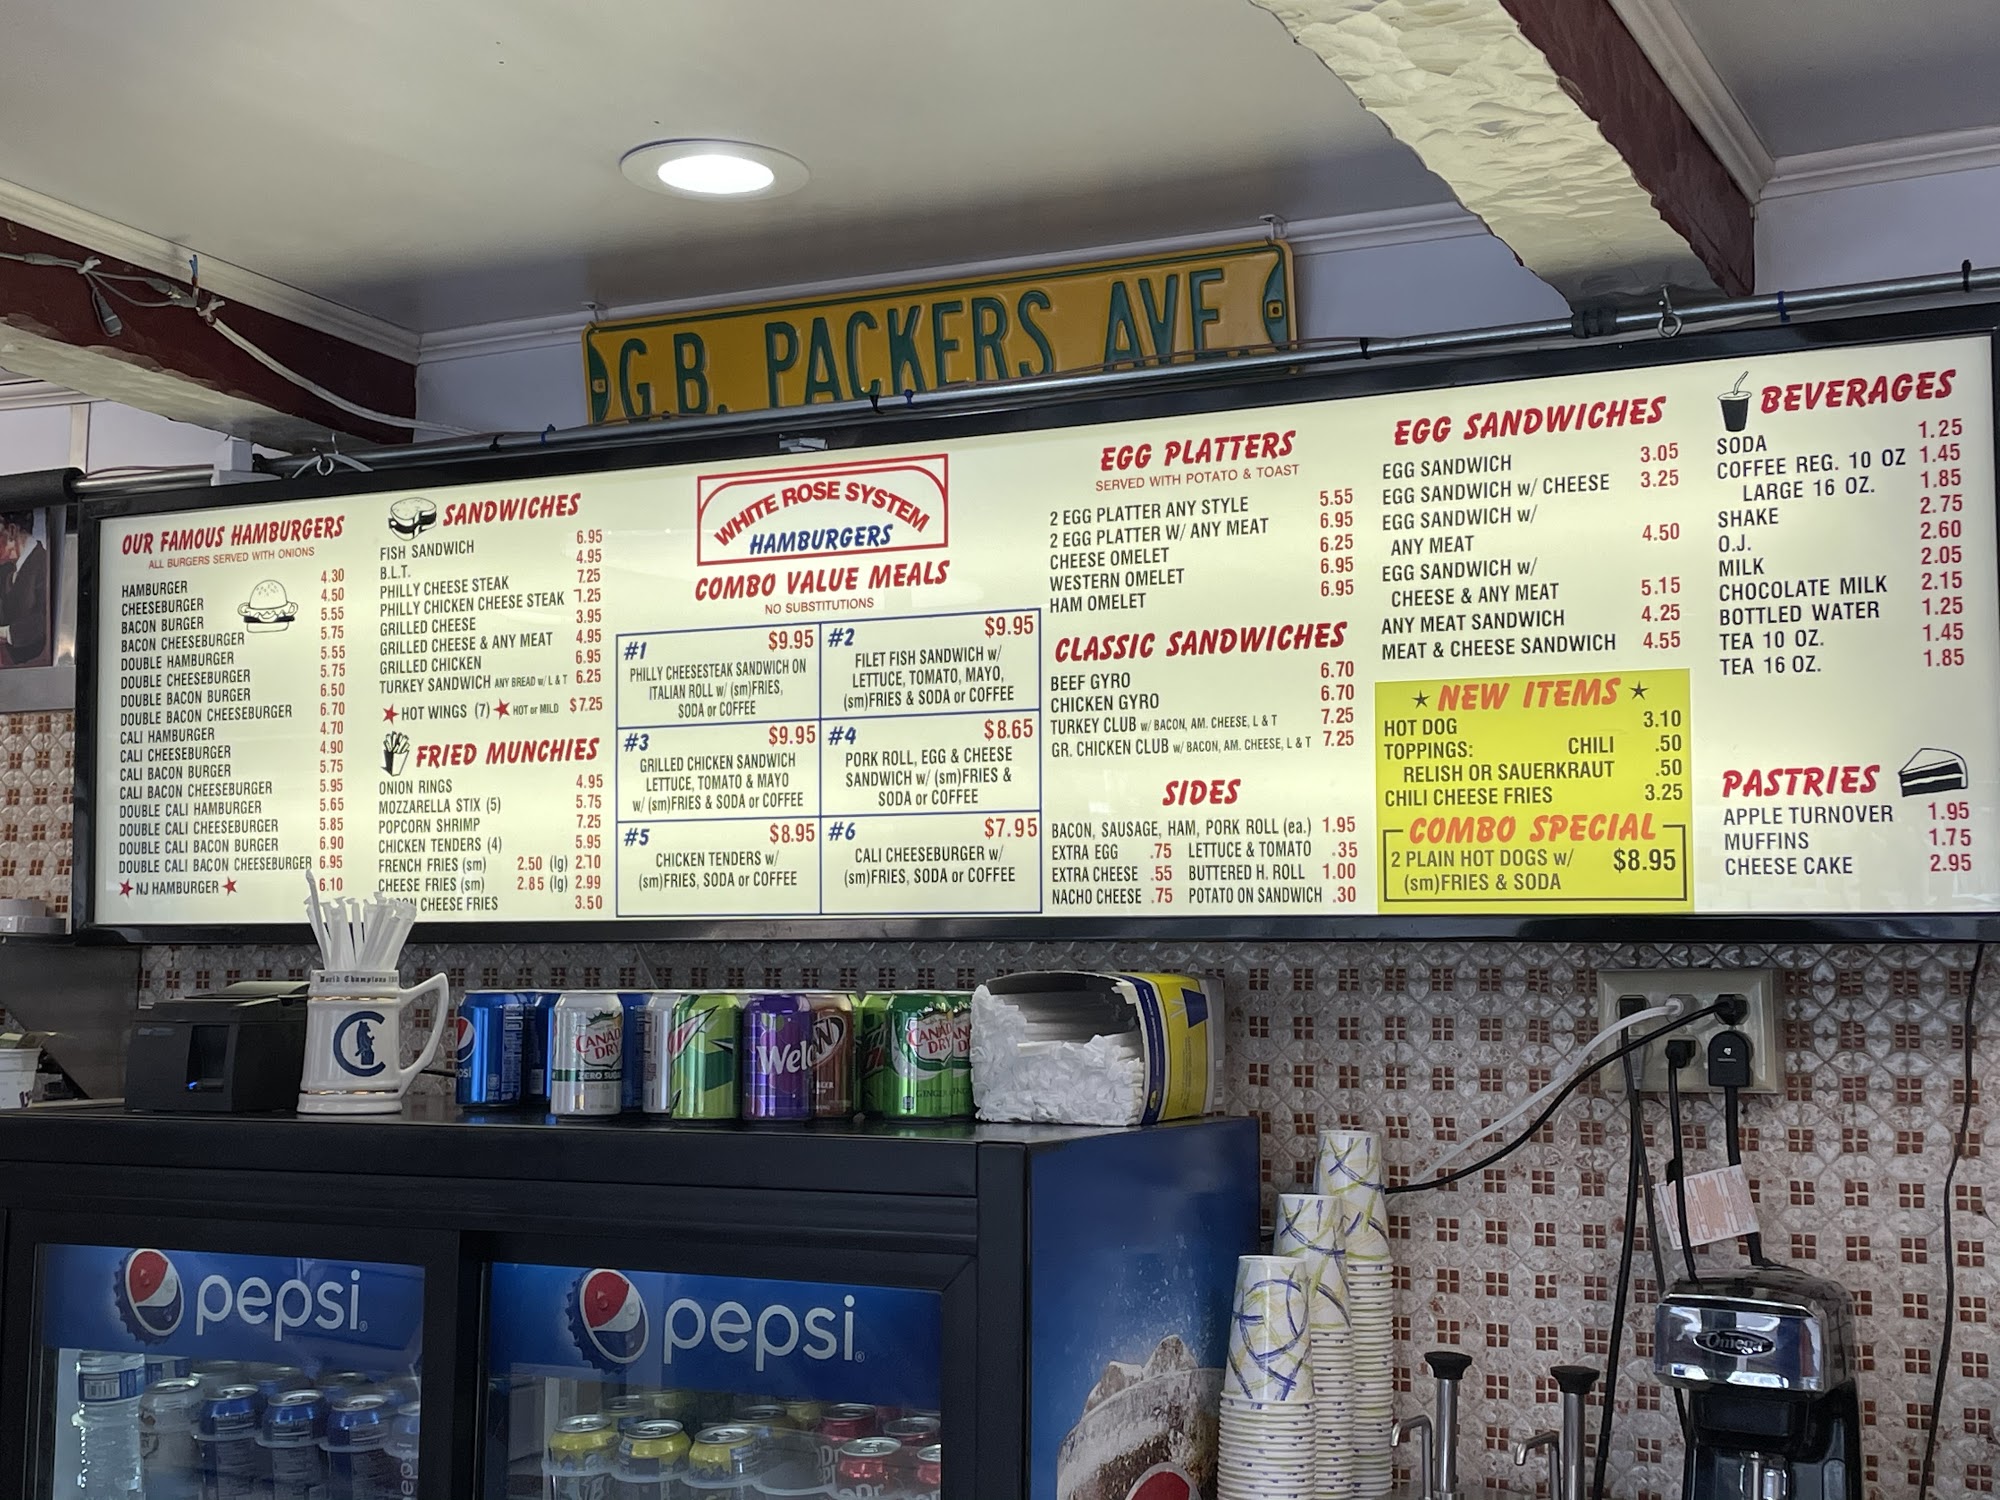 G.B. PACKERS AVE.
OUR FAMOUS HAMBURGERS
ALL BURGERS SERVED WITH ONIONS
HAMBURGER 4.30
CHEESEBURGER 4.50
BACON BURGER 5.55
BACON CHEESEBURGER 5.75
DOUBLE HAMBURGER 5.55
DOUBLE CHEESEBURGER 5.75
DOUBLE BACON BURGER 6.50
DOUBLE BACON CHEESEBURGER 6.70
CALI HAMBURGER 4.70
CALI CHEESEBURGER 4.90
CALI BACON BURGER 5.75
CALI BACON CHEESEBURGER 5.95
DOUBLE CALI HAMBURGER 5.65
DOUBLE CALI CHEESEBURGER 5.85
DOUBLE CALI BACON BURGER 6.90
DOUBLE CALI BACON CHEESEBURGER 6.95
NJ HAMBURGER 6.10
SANDWICHES
FISH SANDWICH 6.95
B.L.T. 4.95
PHILLY CHEESE STEAK 7.25
PHILLY CHICKEN CHEESE STEAK 7.25
GRILLED CHEESE 3.95
GRILLED CHEESE & ANY MEAT 4.95
GRILLED CHICKEN 6.95
TURKEY SANDWICH ANY BREAD w/ L & T 6.25
HOT WINGS (7) HOT or MILD $7.25
FRIED MUNCHIES
ONION RINGS 4.95
MOZZARELLA STIX (5) 5.75
POPCORN SHRIMP 7.25
CHICKEN TENDERS (4) 5.95
FRENCH FRIES (sm) 2.50 (lg) 2.70
CHEESE FRIES (sm) 2.85 (lg) 2.99
CHEESE FRIES 3.50
WHITE ROSE SYSTEM
HAMBURGERS
COMBO VALUE MEALS
NO SUBSTITUTIONS
#1 $9.95
PHILLY CHEESESTEAK SANDWICH ON
ITALIAN ROLL w/ (sm)FRIES,
SODA or COFFEE
#2 $9.95
FILET FISH SANDWICH w/
LETTUCE, TOMATO, MAYO,
(sm)FRIES & SODA or COFFEE
#3 $9.95
GRILLED CHICKEN SANDWICH
LETTUCE, TOMATO & MAYO
w/ (sm)FRIES & SODA or COFFEE
#4 $8.65
PORK ROLL, EGG & CHEESE
SANDWICH w/ (sm)FRIES &
SODA or COFFEE
#5 $8.95
CHICKEN TENDERS w/
(sm)FRIES, SODA or COFFEE
#6 $7.95
CALI CHEESEBURGER w/
(sm)FRIES, SODA or COFFEE
EGG PLATTERS
SERVED WITH POTATO & TOAST
2 EGG PLATTER ANY STYLE 5.55
2 EGG PLATTER W/ ANY MEAT 6.95
CHEESE OMELET 6.25
WESTERN OMELET 6.95
HAM OMELET 6.95
CLASSIC SANDWICHES
BEEF GYRO 6.70
CHICKEN GYRO 6.70
TURKEY CLUB w/ BACON, AM. CHEESE, L & T 7.25
GR. CHICKEN CLUB w/ BACON, AM. CHEESE, L & T 7.25
SIDES
BACON, SAUSAGE, HAM, PORK ROLL (ea.) 1.95
EXTRA EGG .75 LETTUCE & TOMATO .35
EXTRA CHEESE .55 BUTTERED H. ROLL 1.00
NACHO CHEESE .75 POTATO ON SANDWICH .30
EGG SANDWICHES
EGG SANDWICH 3.05
EGG SANDWICH w/ CHEESE 3.25
EGG SANDWICH w/
ANY MEAT 4.50
EGG SANDWICH w/
CHEESE & ANY MEAT 5.15
ANY MEAT SANDWICH 4.25
MEAT & CHEESE SANDWICH 4.55
NEW ITEMS
HOT DOG 3.10
TOPPINGS: CHILI .50
RELISH OR SAUERKRAUT .50
CHILI CHEESE FRIES 3.25
COMBO SPECIAL
2 PLAIN HOT DOGS w/ $8.95
(sm)FRIES & SODA
BEVERAGES
SODA 1.25
COFFEE REG. 10 OZ 1.45
LARGE 16 OZ. 1.85
SHAKE 2.75
O.J. 2.60
MILK 2.05
CHOCOLATE MILK 2.15
BOTTLED WATER 1.25
TEA 10 OZ. 1.45
TEA 16 OZ. 1.85
PASTRIES
APPLE TURNOVER 1.95
MUFFINS 1.75
CHEESE CAKE 2.95
World Champions
C
CANADA DRY
ZERO SUGAR
Welch
CANADA DRY
GINGER
pepsi
pepsi
Omega